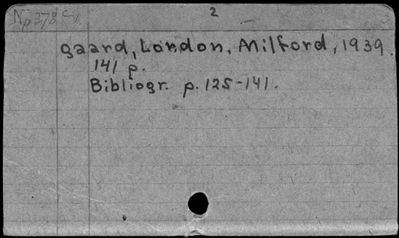 2
gaard, London, Milford, 1939.
141 p.
Bibliogr. p. 125-141.